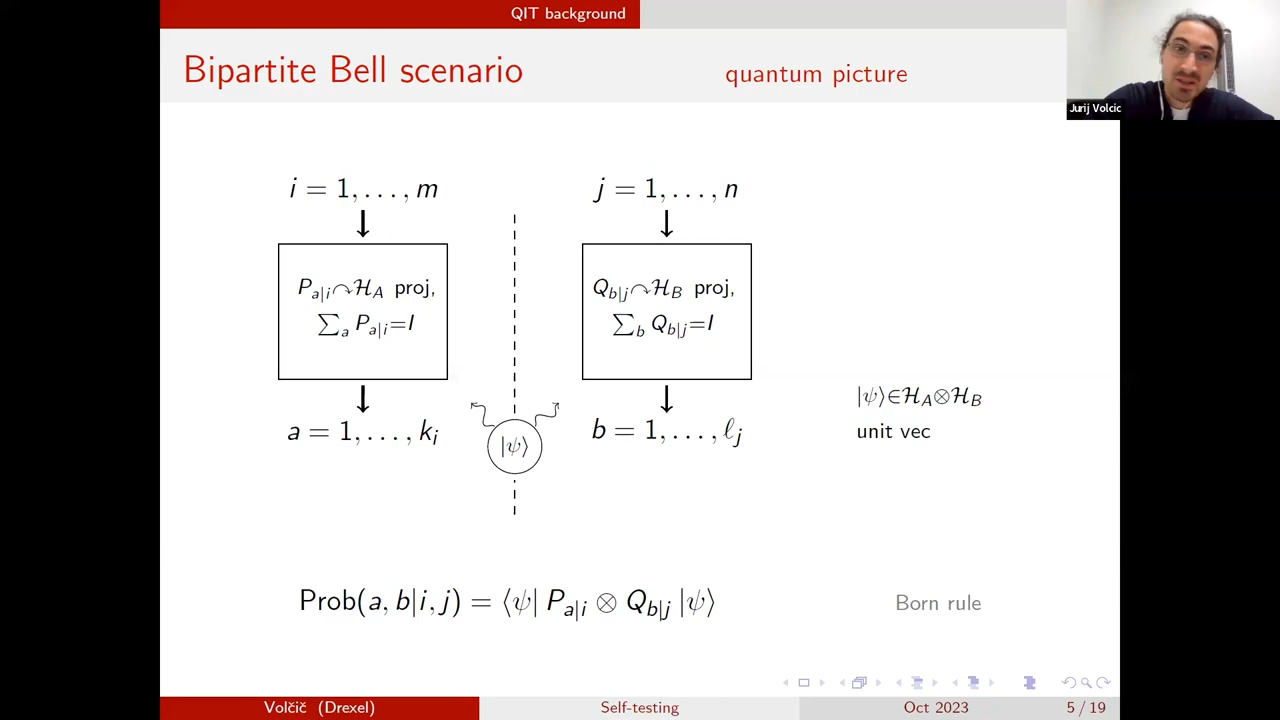 QIT background
Bipartite Bell scenario quantum picture
Jurij Volcic
i = 1, . . . , m j = 1, . . . , n
P_{a|i}↷ℋ_A proj, Q_{b|j}↷ℋ_B proj,
∑_a P_{a|i}=I ∑_b Q_{b|j}=I
|ψ⟩∈ℋ_A⊗ℋ_B
a = 1, . . . , k_i b = 1, . . . , ℓ_j unit vec
|ψ⟩
Prob(a, b|i, j) = ⟨ψ| P_{a|i} ⊗ Q_{b|j} |ψ⟩ Born rule
Volčič (Drexel) Self-testing Oct 2023 5 / 19